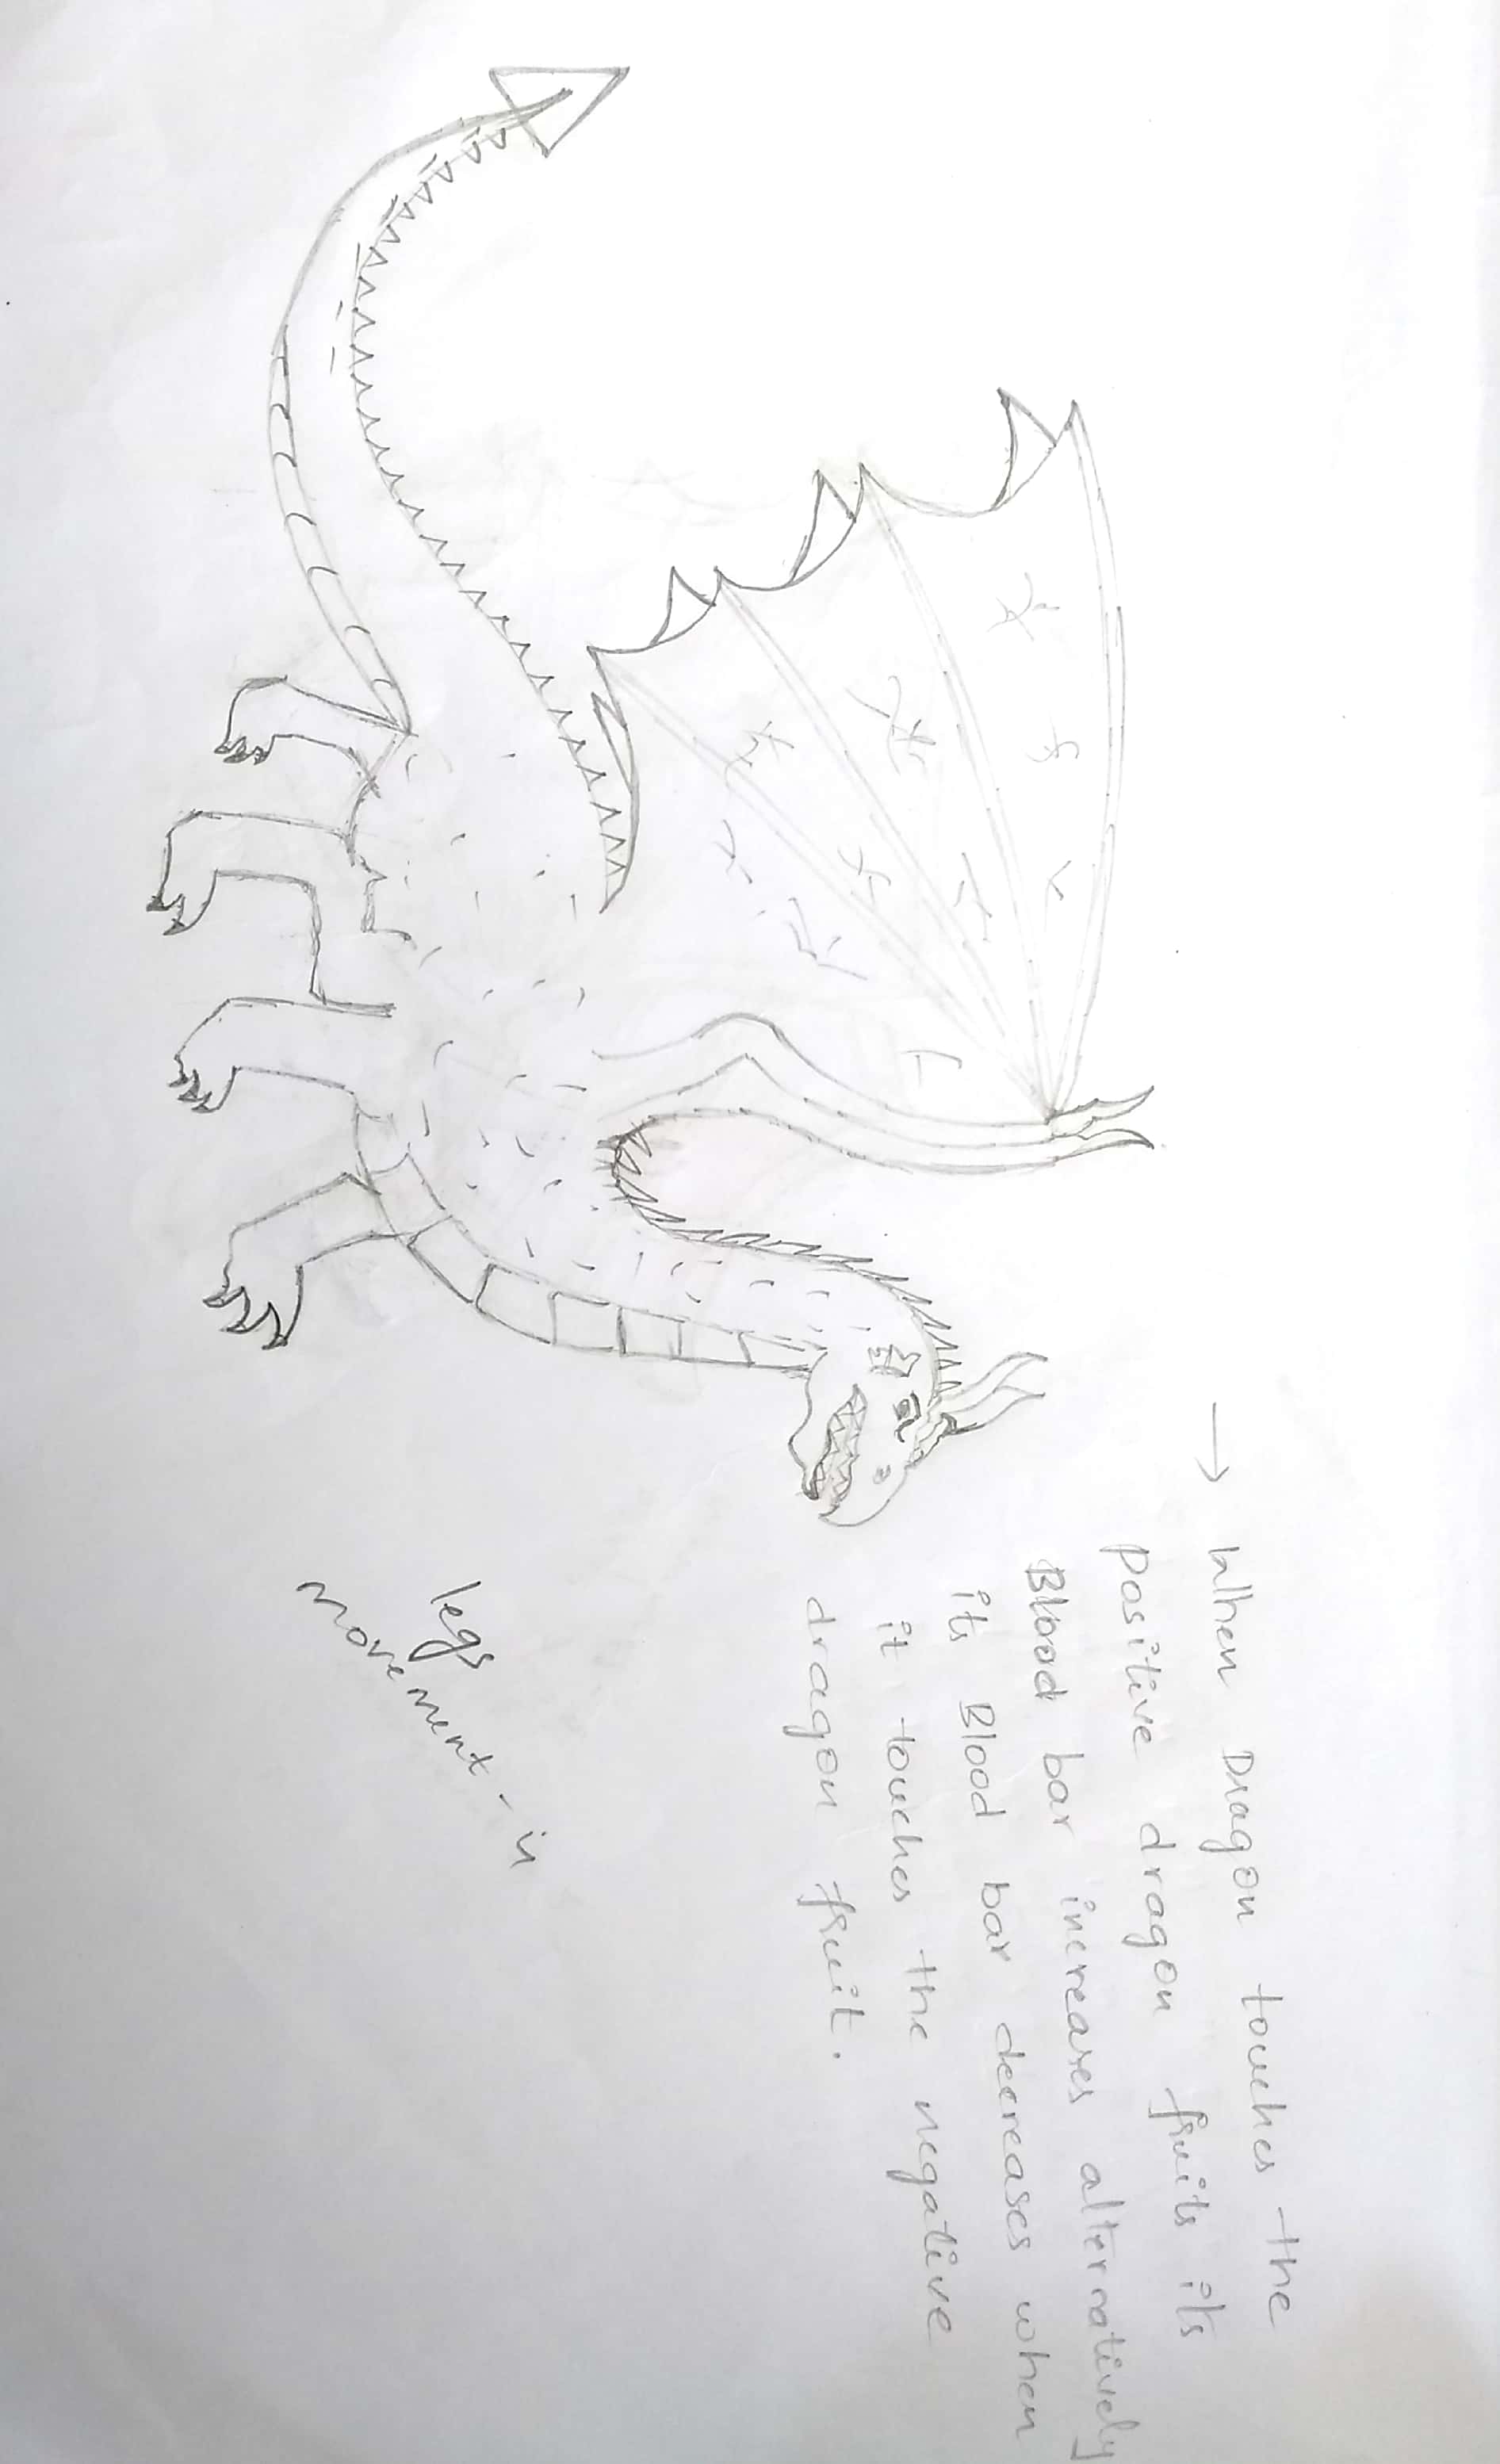 → When Dragon touches the
positive dragon fruits its
Blood bar increases alternatively
its Blood bar decreases when
it touches the negative
dragon fruit.
legs
movement - is